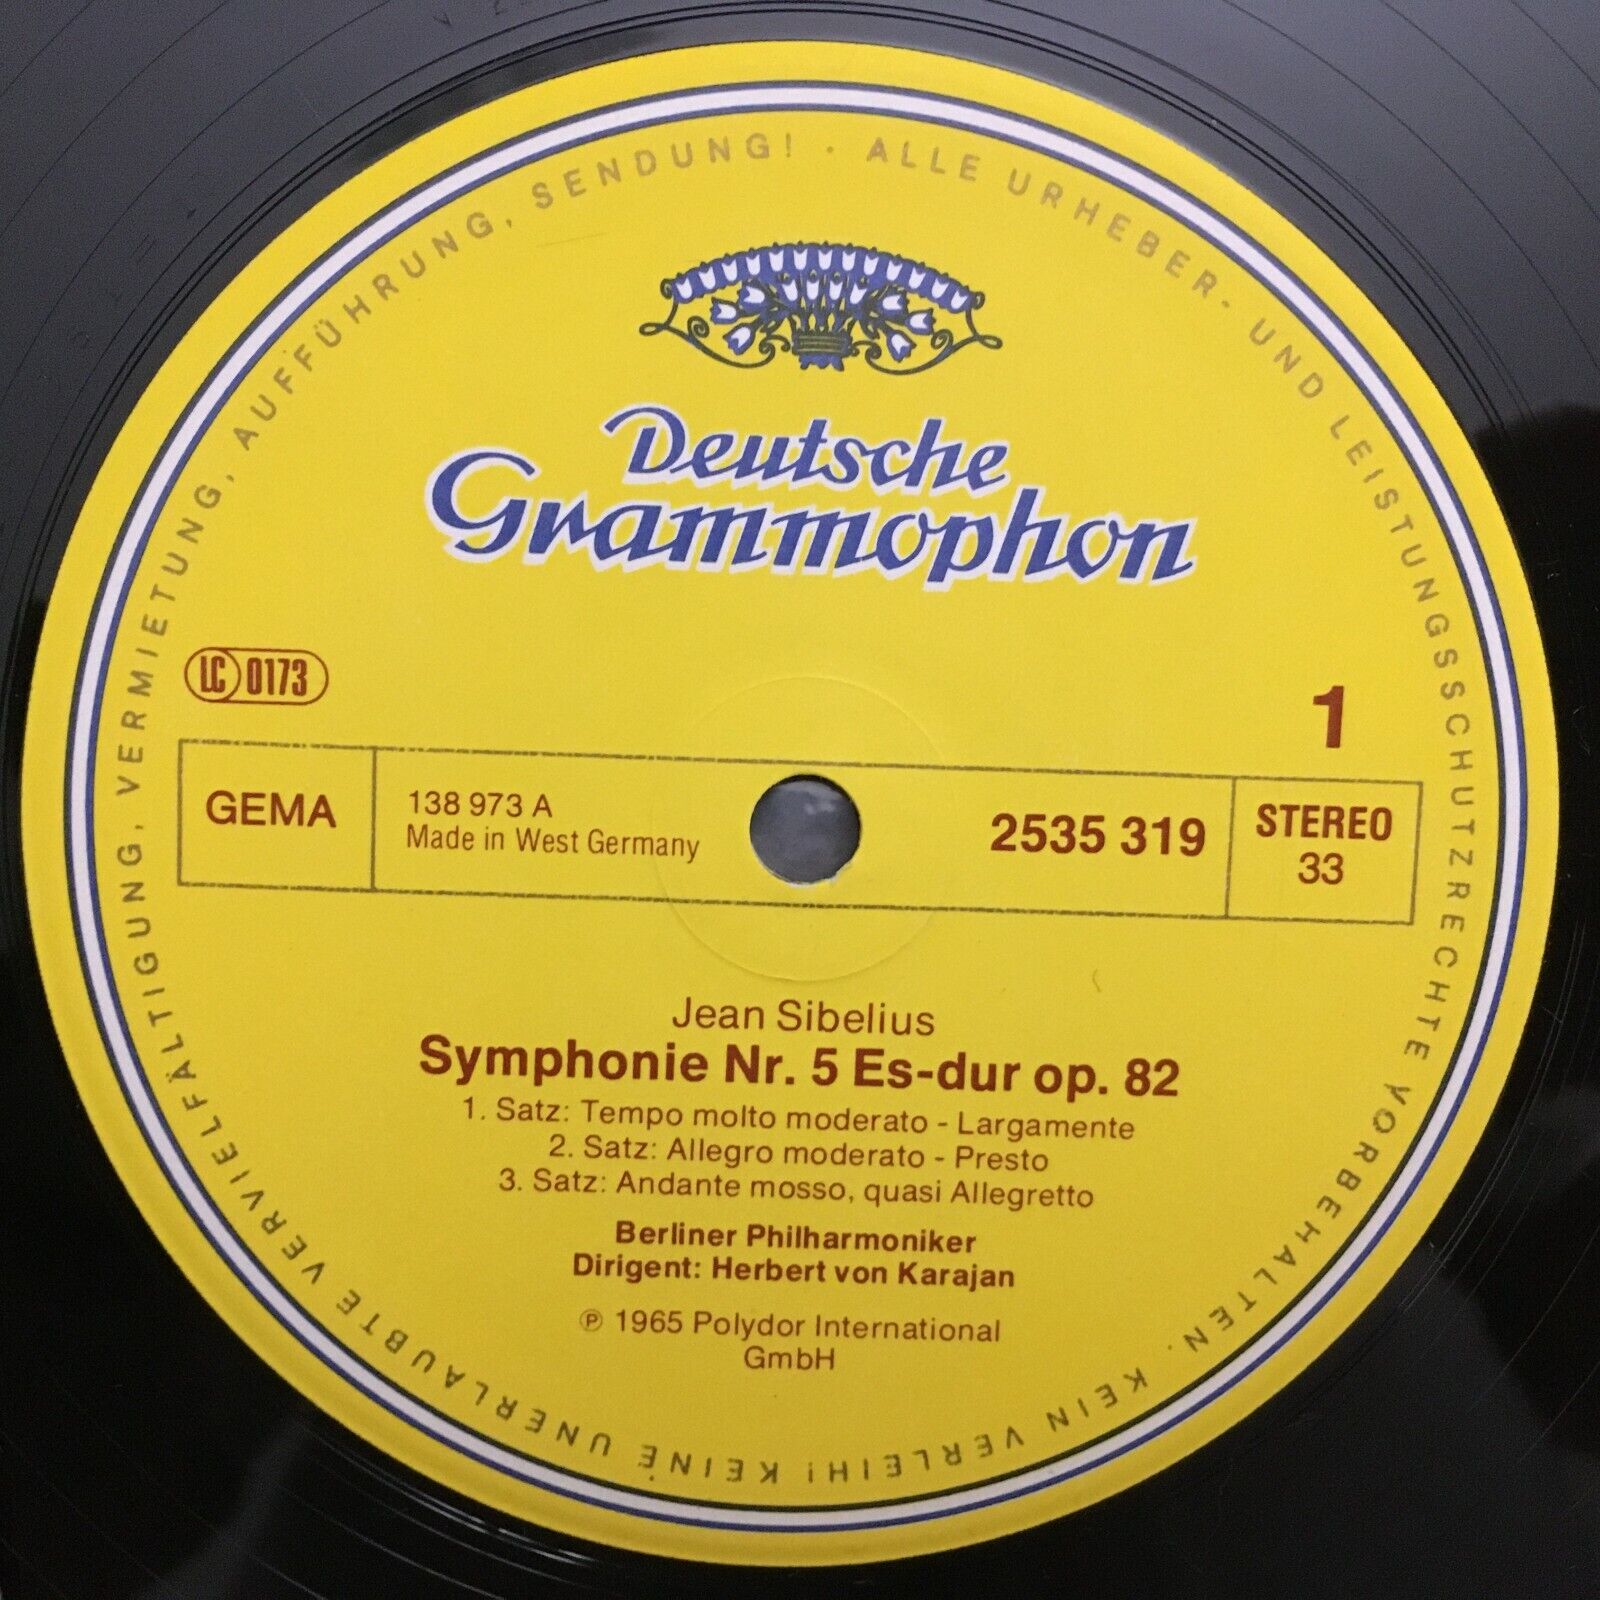 ALLE URHEBER- UND LEISTUNGSSCHUTZRECHTE VORBEHALTEN. KEIN VERLEIH! KEINE UNERLAUBTE VERVIELFÄLTIGUNG, VERMIETUNG, AUFFÜHRUNG, SENDUNG! ·
Deutsche
Grammophon
LC 0173
1
GEMA
138 973 A
Made in West Germany
2535 319
STEREO
33
Jean Sibelius
Symphonie Nr. 5 Es-dur op. 82
1. Satz: Tempo molto moderato - Largamente
2. Satz: Allegro moderato - Presto
3. Satz: Andante mosso, quasi Allegretto
Berliner Philharmoniker
Dirigent: Herbert von Karajan
℗ 1965 Polydor International
GmbH